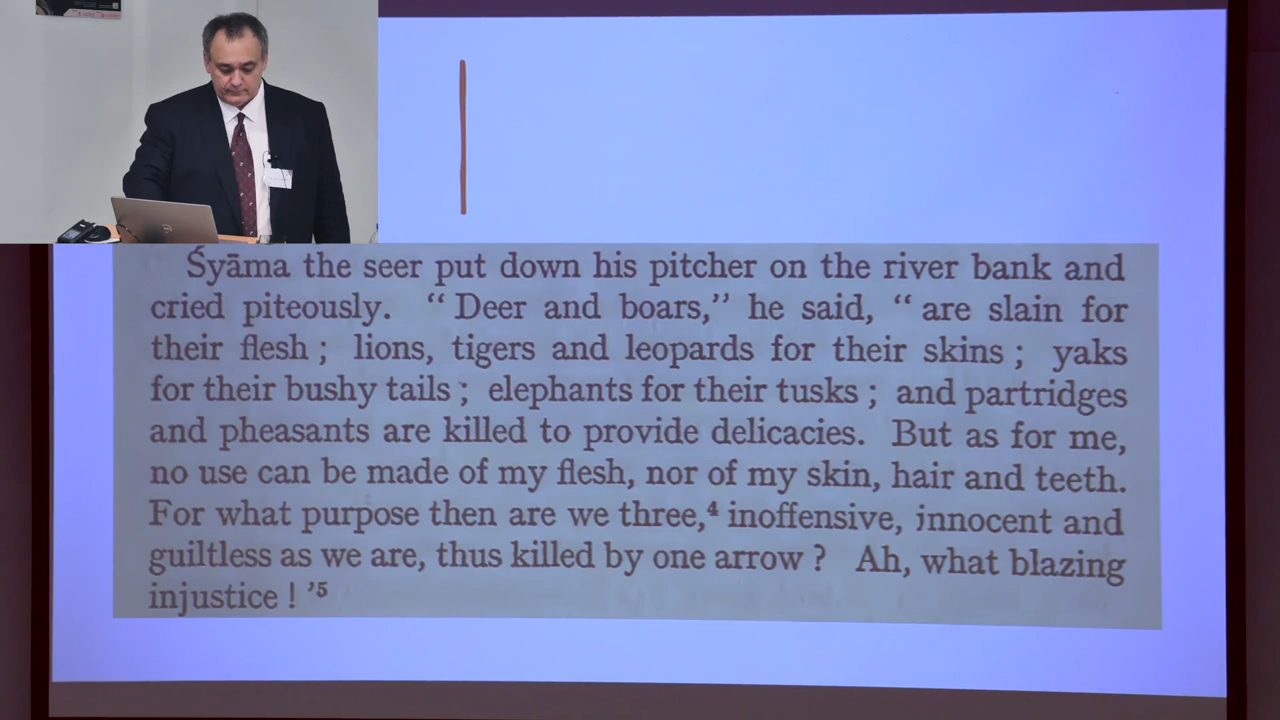 Śyāma the seer put down his pitcher on the river bank and
cried piteously. “Deer and boars,” he said, “are slain for
their flesh; lions, tigers and leopards for their skins; yaks
for their bushy tails; elephants for their tusks; and partridges
and pheasants are killed to provide delicacies. But as for me,
no use can be made of my flesh, nor of my skin, hair and teeth.
For what purpose then are we three,⁴ inoffensive, innocent and
guiltless as we are, thus killed by one arrow? Ah, what blazing
injustice!’⁵